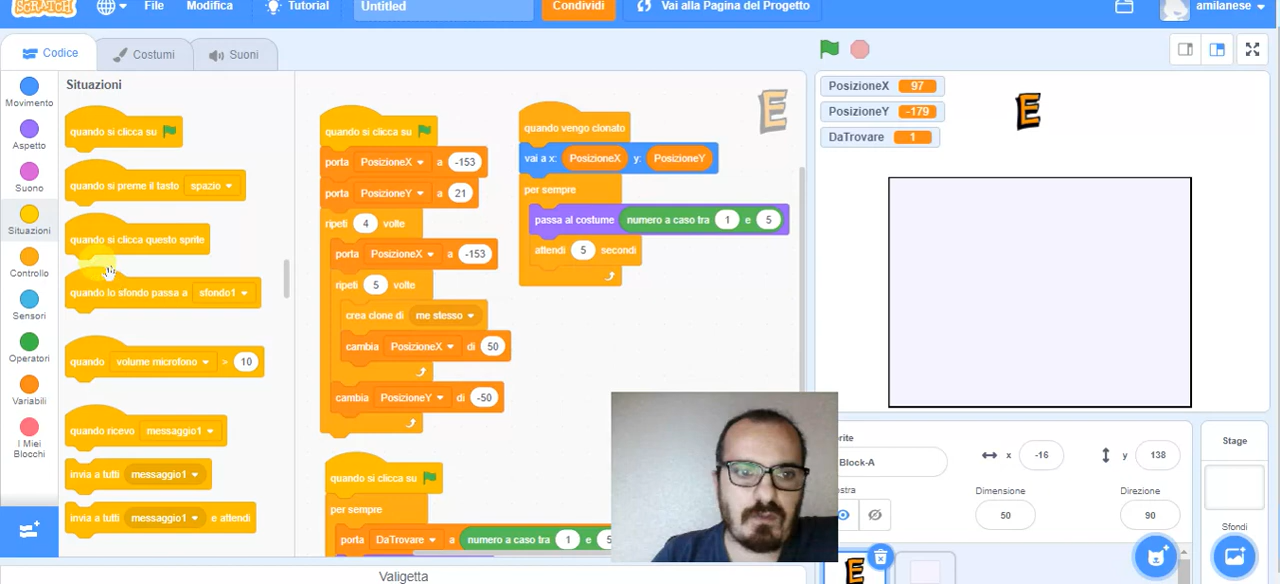 SCRATCH File Modifica Tutorial Untitled Condividi Vai alla Pagina del Progetto amilanese
Codice Costumi Suoni
Movimento
Aspetto
Suono
Situazioni
Controllo
Sensori
Operatori
Variabili
I Miei
Blocchi
Situazioni
quando si clicca su
quando si preme il tasto spazio
quando si clicca questo sprite
quando lo sfondo passa a sfondo1
quando volume microfono > 10
quando ricevo messaggio1
invia a tutti messaggio1
invia a tutti messaggio1 e attendi
quando si clicca su
porta PosizioneX a -153
porta PosizioneY a 21
ripeti 4 volte
porta PosizioneX a -153
ripeti 5 volte
crea clone di me stesso
cambia PosizioneX di 50
cambia PosizioneY di -50
quando si clicca su
per sempre
porta DaTrovare a numero a caso tra 1 e 5
quando vengo clonato
vai a x: PosizioneX y: PosizioneY
per sempre
passa al costume numero a caso tra 1 e 5
attendi 5 secondi
E
PosizioneX 97
PosizioneY -179
DaTrovare 1
E
rite
x -16 y 138
Block-A
stra Dimensione Direzione
50 90
E
Stage
Sfondi
Valigetta